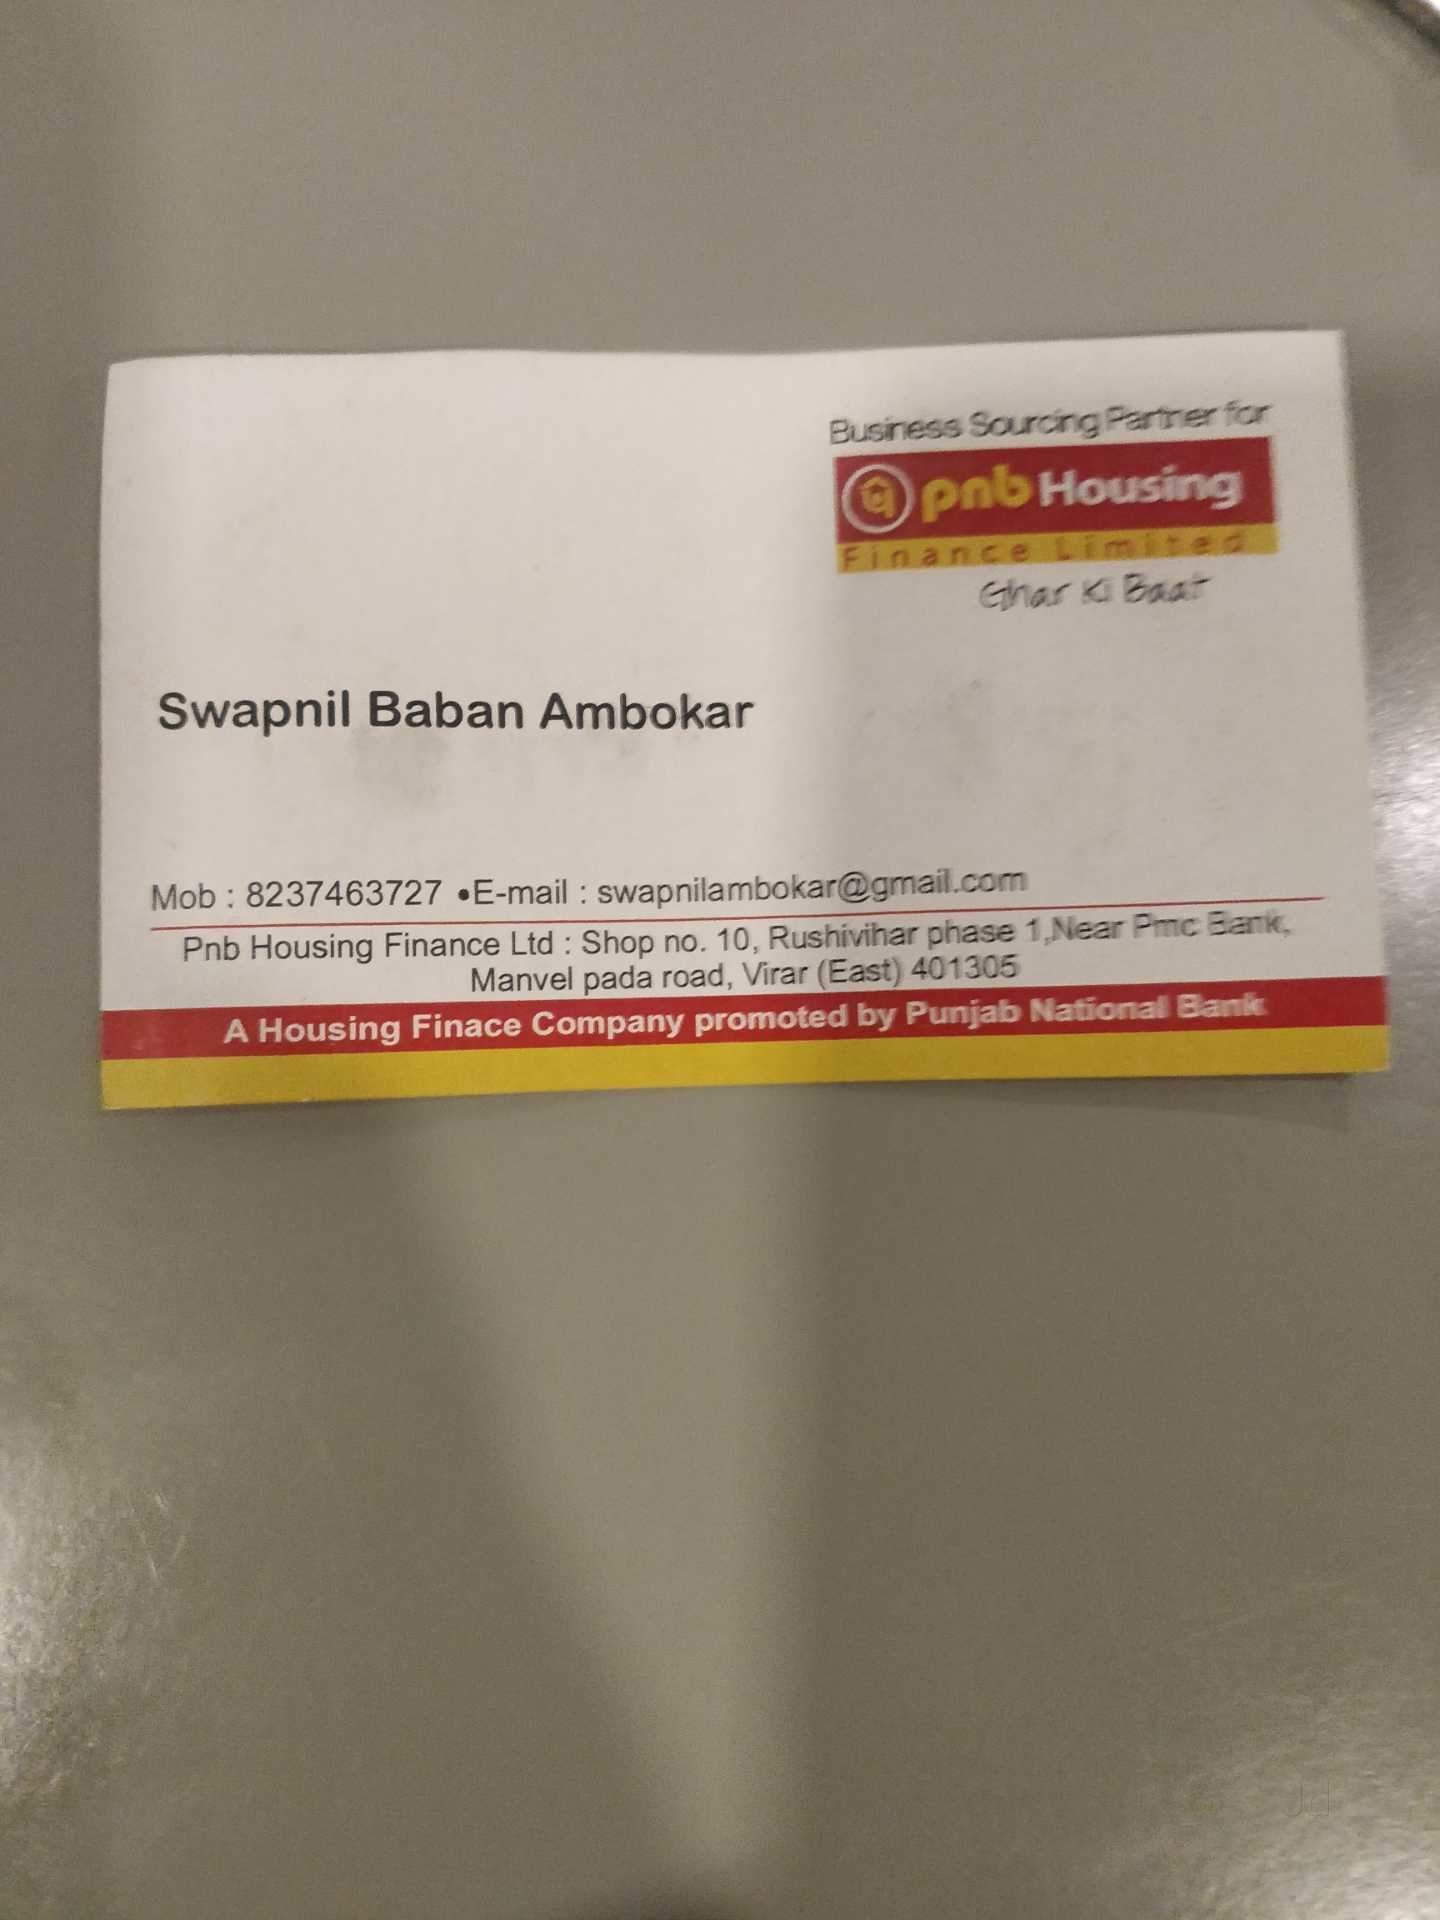 Business Sourcing Partner for
pnb Housing
Finance Limited
Ghar Ki Baat
Swapnil Baban Ambokar
Mob : 8237463727 •E-mail : swapnilambokar@gmail.com
Pnb Housing Finance Ltd : Shop no. 10, Rushivihar phase 1,Near Pmc Bank,
Manvel pada road, Virar (East) 401305
A Housing Finace Company promoted by Punjab National Bank
Jd